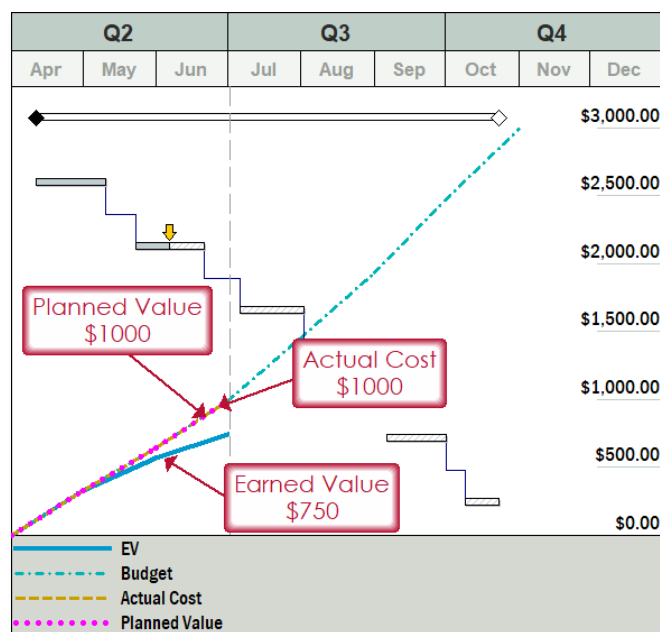 Q2 Q3 Q4
Apr May Jun Jul Aug Sep Oct Nov Dec
$3,000.00
$2,500.00
$2,000.00
Planned Value
$1000
$1,500.00
Actual Cost
$1000
$1,000.00
$500.00
Earned Value
$750
$0.00
EV
Budget
Actual Cost
Planned Value